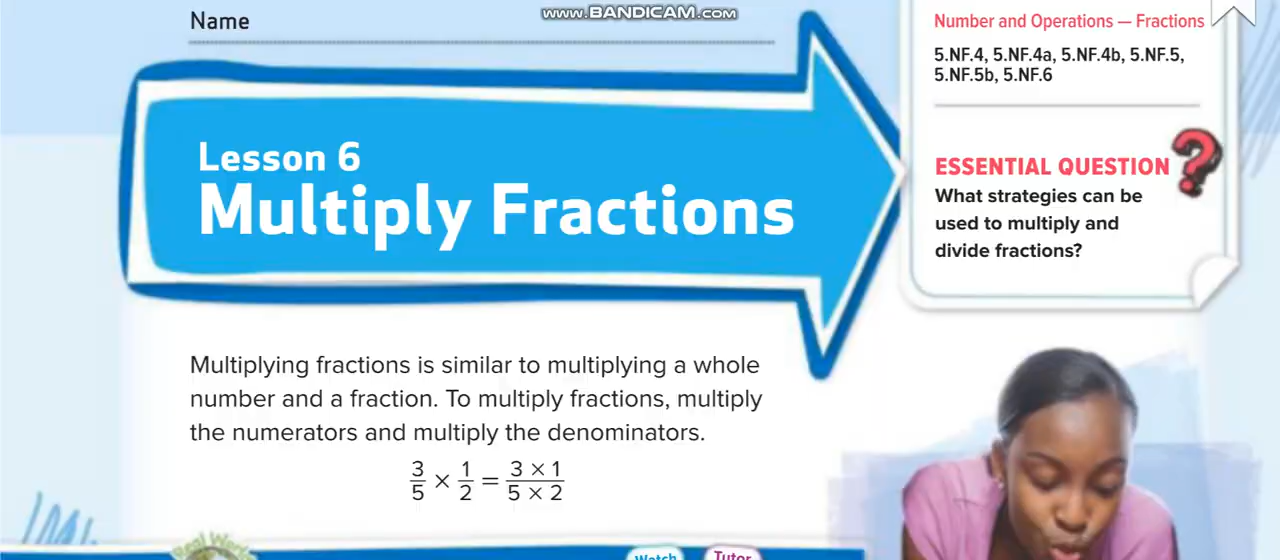 www.BANDICAM.com
Name
Number and Operations — Fractions
5.NF.4, 5.NF.4a, 5.NF.4b, 5.NF.5,
5.NF.5b, 5.NF.6
Lesson 6
Multiply Fractions
ESSENTIAL QUESTION
?
What strategies can be
used to multiply and
divide fractions?
Multiplying fractions is similar to multiplying a whole
number and a fraction. To multiply fractions, multiply
the numerators and multiply the denominators.
3/5 × 1/2 = 3 × 1/5 × 2
Real World
Watch
Tutor